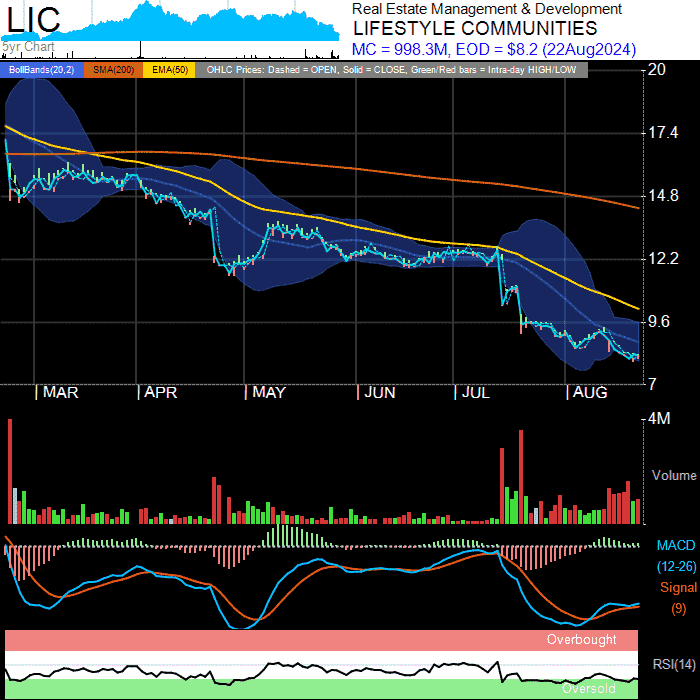 LIC
5yr Chart
Real Estate Management & Development
LIFESTYLE COMMUNITIES
MC = 998.3M, EOD = $8.2 (22Aug2024)
BollBands(20,2) SMA(200) EMA(50) OHLC Prices: Dashed = OPEN, Solid = CLOSE, Green/Red bars = Intra-day HIGH/LOW
20
17.4
14.8
12.2
9.6
7
MAR APR MAY JUN JUL AUG
4M
Volume
MACD
(12-26)
Signal
(9)
Overbought
RSI(14)
Oversold